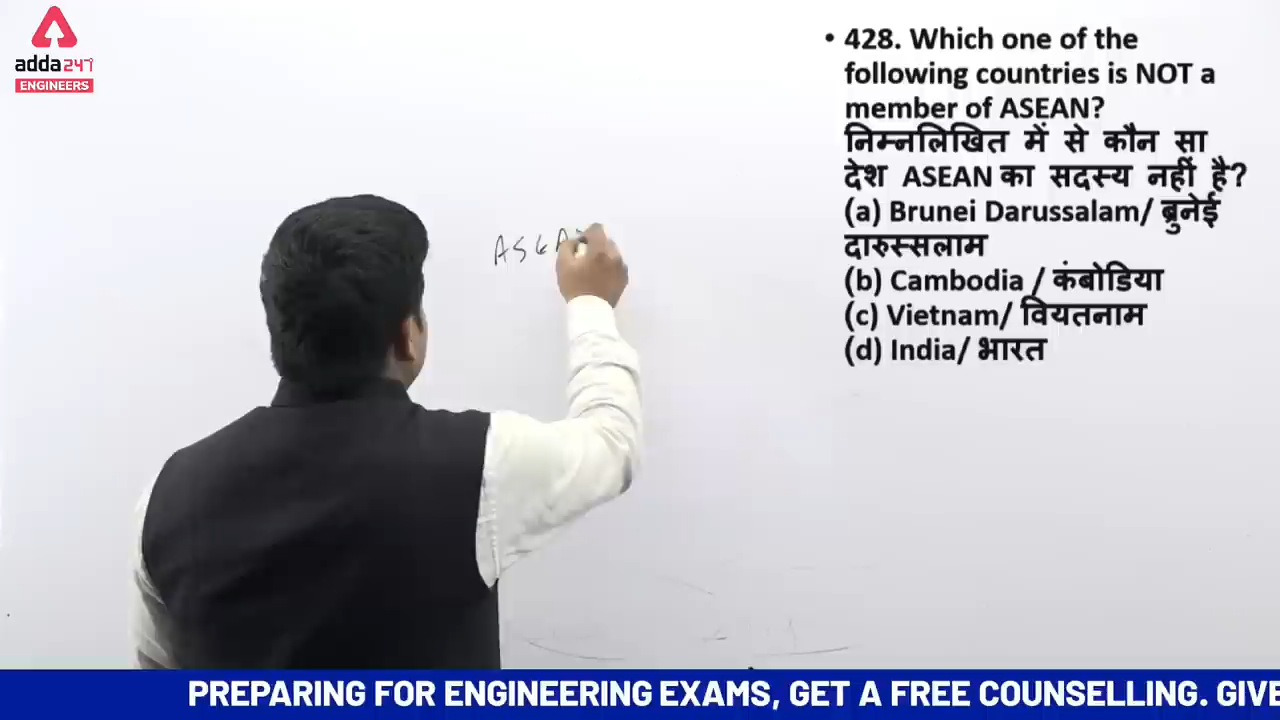 adda247
ENGINEERS
• 428. Which one of the
following countries is NOT a
member of ASEAN?
निम्नलिखित में से कौन सा
देश ASEAN का सदस्य नहीं है?
(a) Brunei Darussalam/ ब्रुनेई
दारुस्सलाम
(b) Cambodia / कंबोडिया
(c) Vietnam/ वियतनाम
(d) India/ भारत
ASEA
PREPARING FOR ENGINEERING EXAMS, GET A FREE COUNSELLING. GIVE